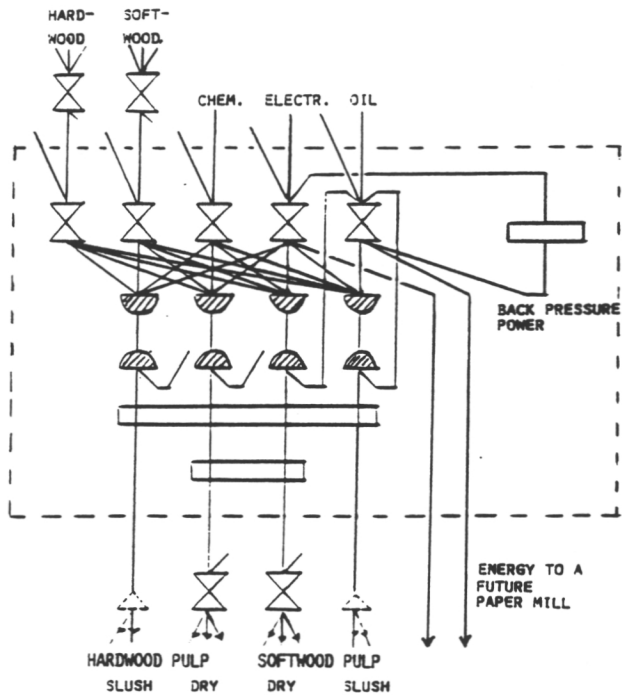 HARD- SOFT-
WOOD WOOD.
CHEM. ELECTR. OIL
BACK PRESSURE
POWER
ENERGY TO A
FUTURE
PAPER MILL
HARDWOOD PULP SOFTWOOD PULP
SLUSH DRY DRY SLUSH